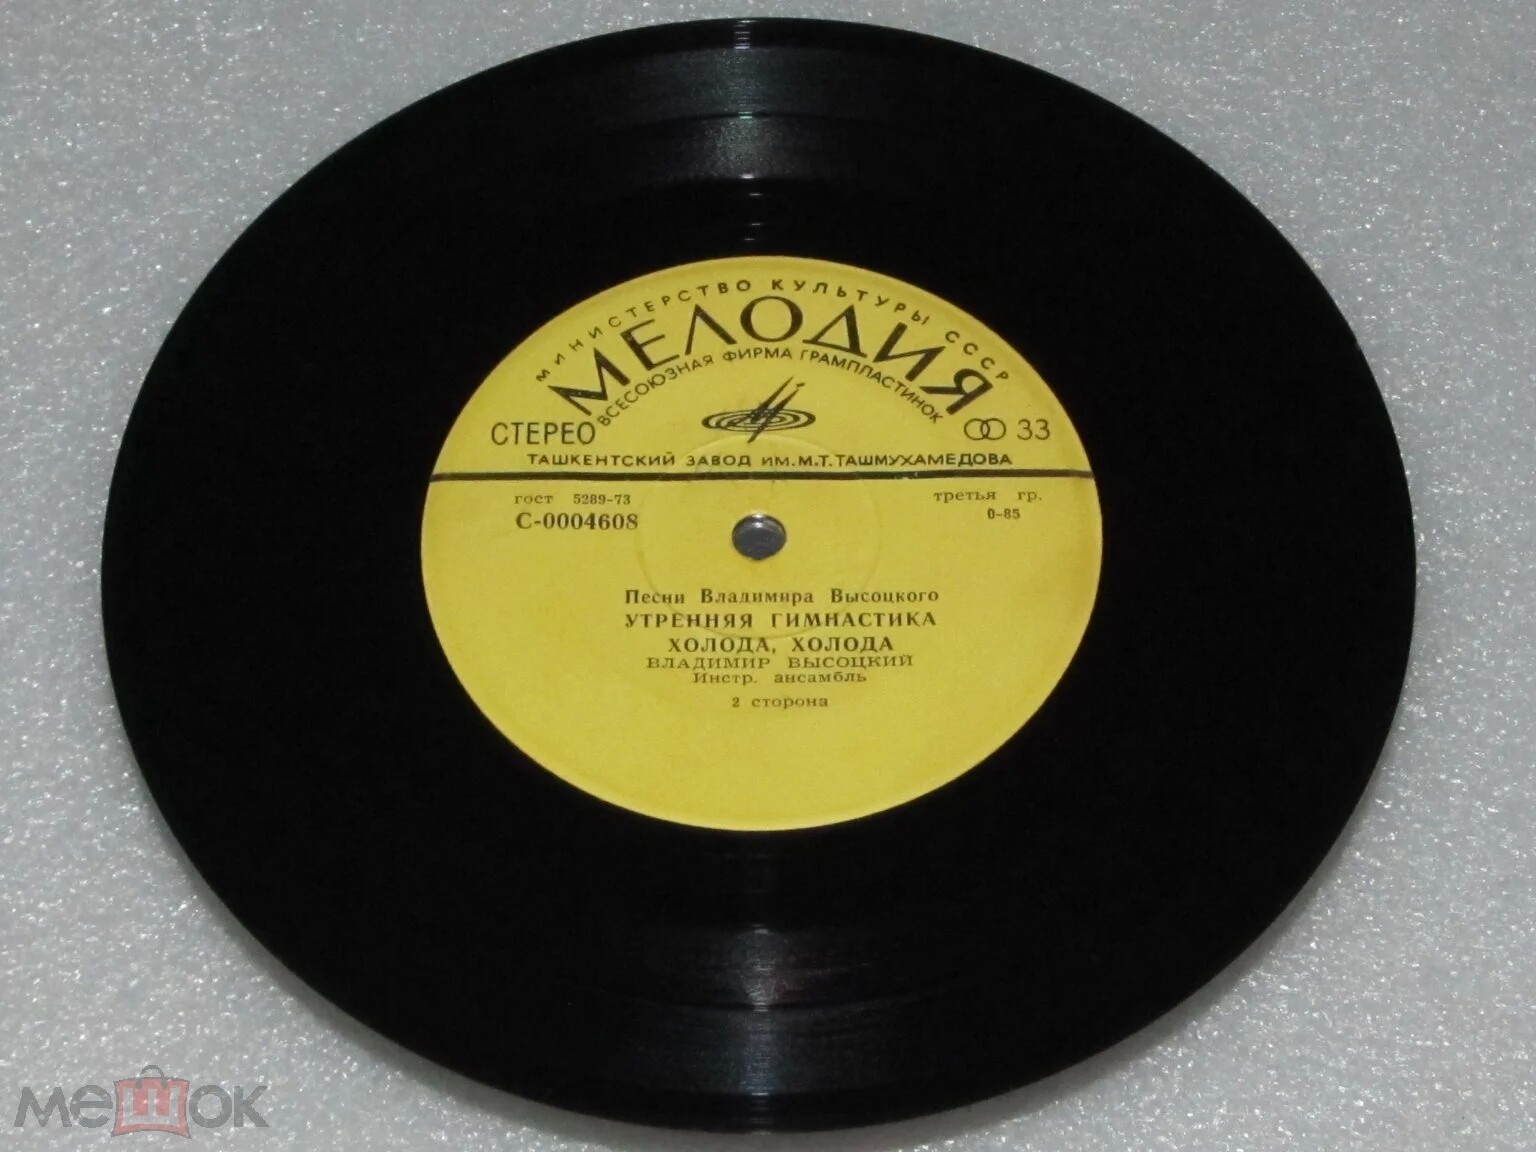 МИНИСТЕРСТВО КУЛЬТУРЫ СССР
МЕЛОДИЯ
ВСЕСОЮЗНАЯ ФИРМА ГРАМПЛАСТИНОК
СТЕРЕО
33
ТАШКЕНТСКИЙ ЗАВОД ИМ. М.Т. ТАШМУХАМЕДОВА
гост 5289-73
третья гр.
С-0004608
0-85
Песни Владимира Высоцкого
УТРЕННЯЯ ГИМНАСТИКА
ХОЛОДА, ХОЛОДА
ВЛАДИМИР ВЫСОЦКИЙ
Инстр. ансамбль
2 сторона
мешок